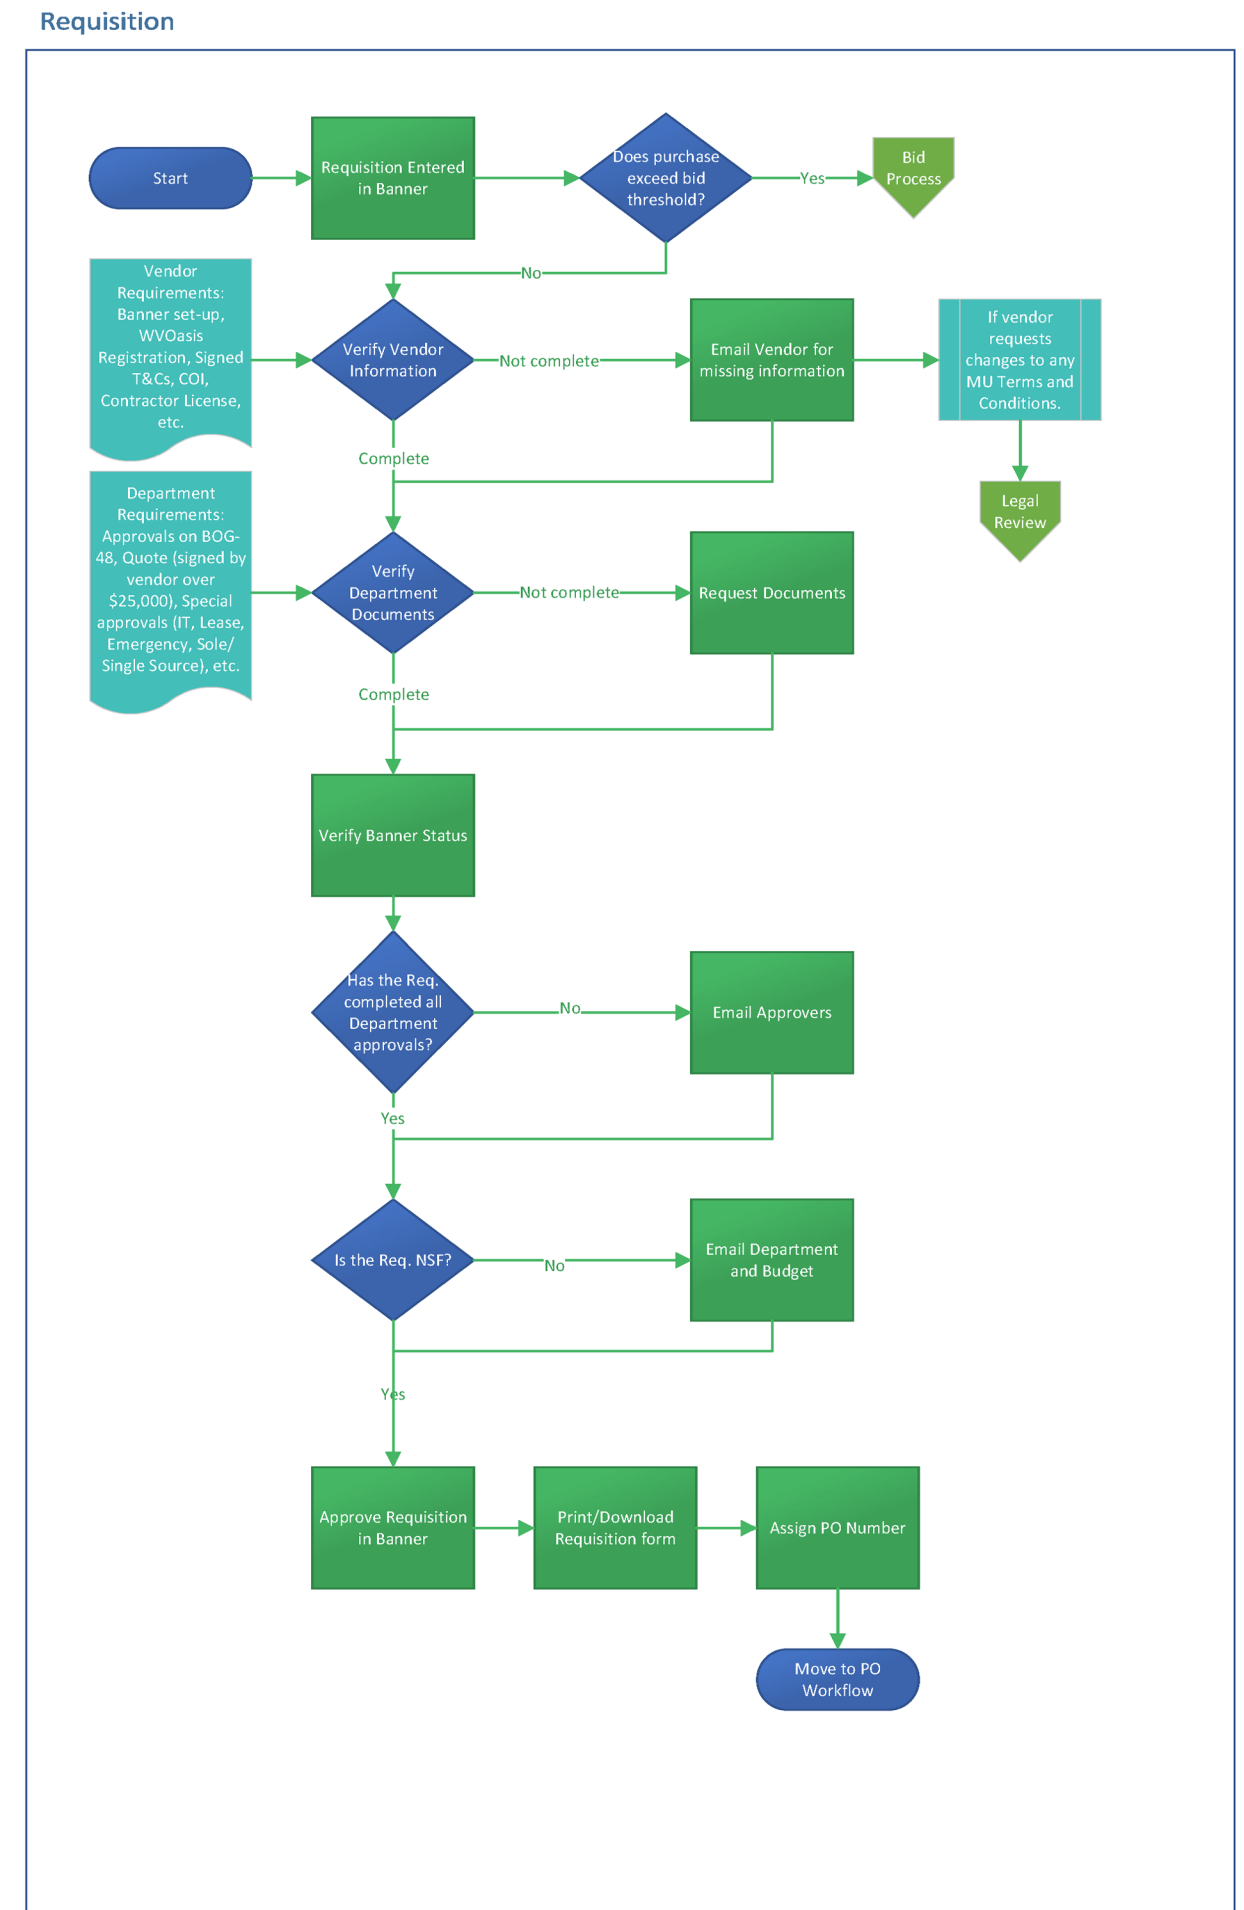 Requisition
Start
Requisition Entered
in Banner
Does purchase
exceed bid
threshold?
Yes
Bid
Process
No
Vendor
Requirements:
Banner set-up,
WVOasis
Registration, Signed
T&Cs, COI,
Contractor License,
etc.
Verify Vendor
Information
Not complete
Email Vendor for
missing information
If vendor
requests
changes to any
MU Terms and
Conditions.
Complete
Legal
Review
Department
Requirements:
Approvals on BOG-
48, Quote (signed by
vendor over
$25,000), Special
approvals (IT, Lease,
Emergency, Sole/
Single Source), etc.
Verify
Department
Documents
Not complete
Request Documents
Complete
Verify Banner Status
Has the Req.
completed all
Department
approvals?
No
Email Approvers
Yes
Is the Req. NSF?
No
Email Department
and Budget
Yes
Approve Requisition
in Banner
Print/Download
Requisition form
Assign PO Number
Move to PO
Workflow